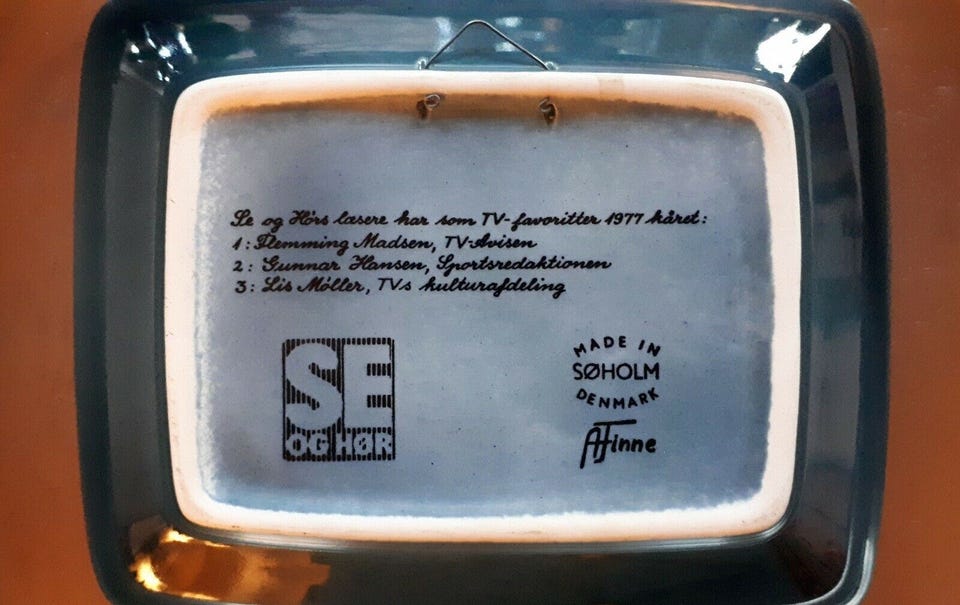 Se og Hørs læsere har som TV-favoritter 1977 kåret:
1: Flemming Madsen, TV-Avisen
2: Gunnar Hansen, Sportsredaktionen
3: Lis Møller, TVs kulturafdeling
SE
OG HØR
MADE IN
SØHOLM
DENMARK
AFinne